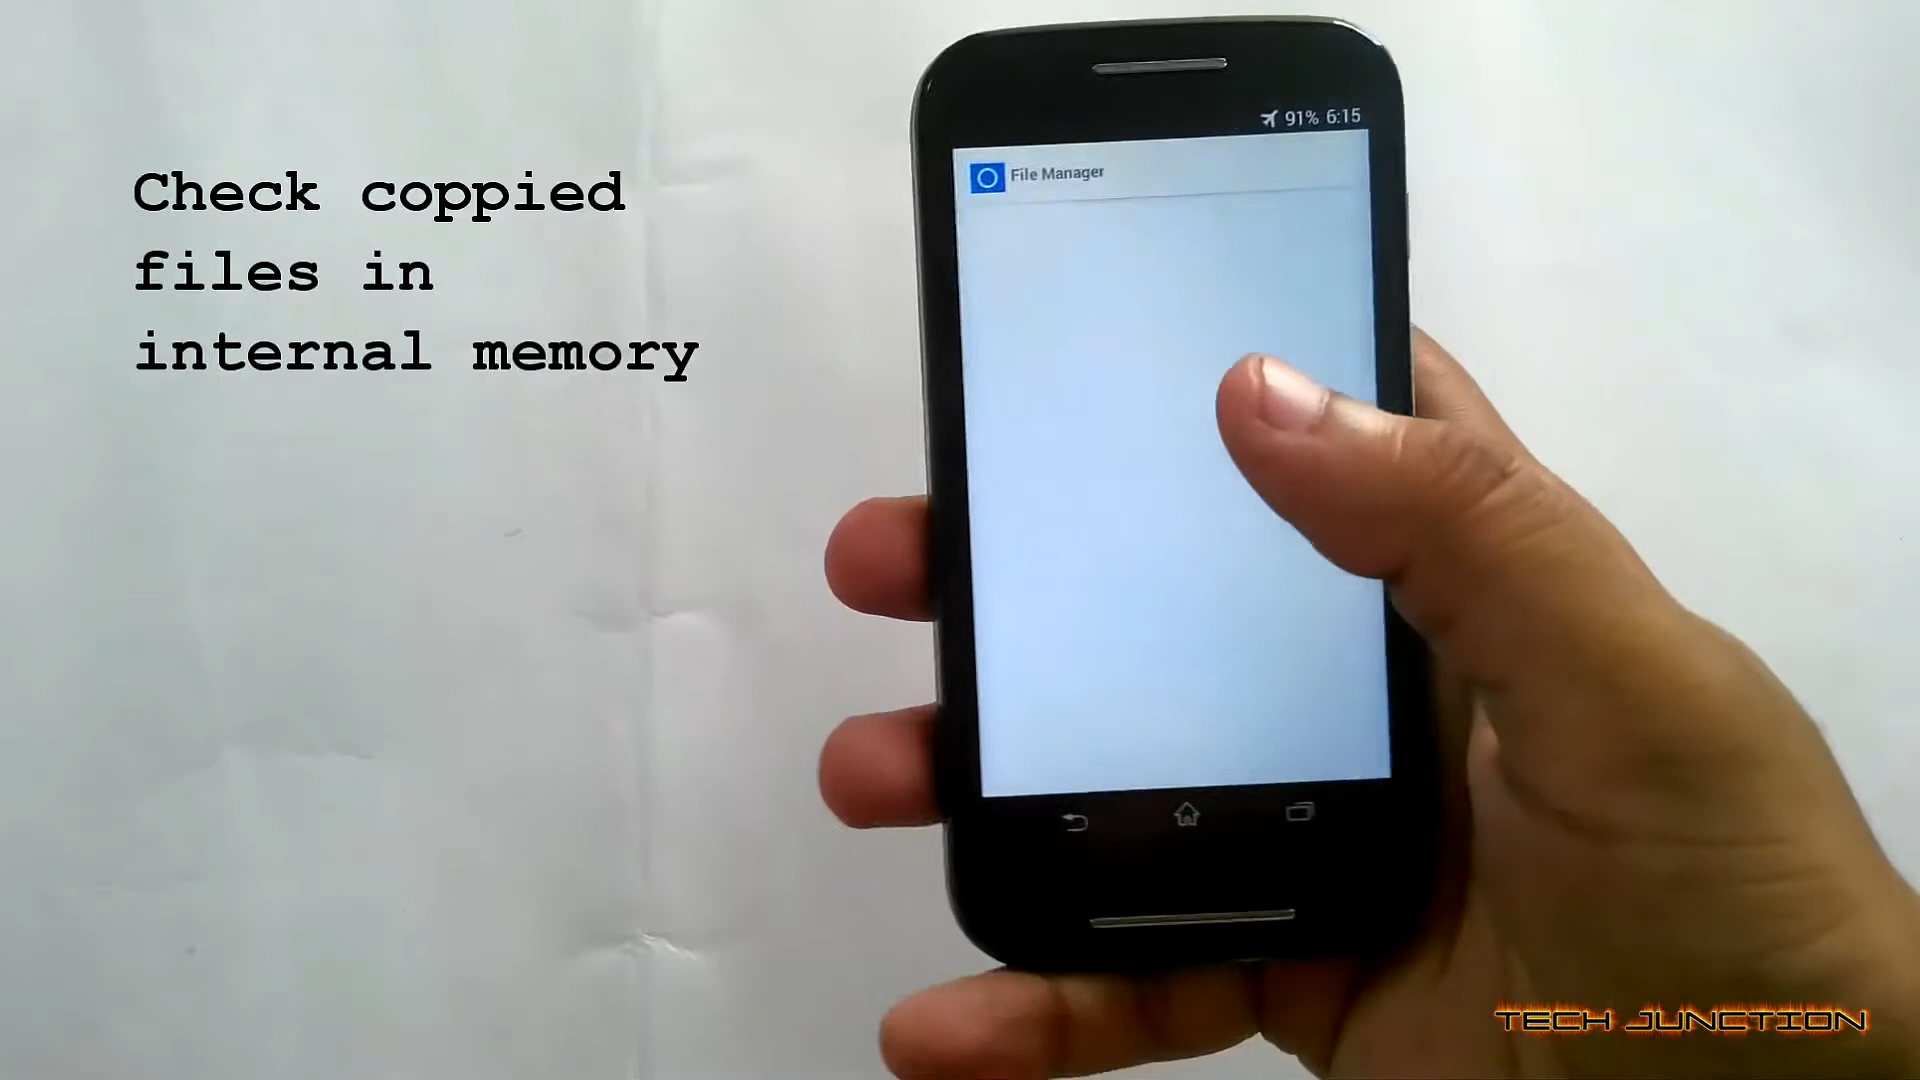 Check coppied
files in
internal memory
91% 6:15
File Manager
TECH JUNCTION